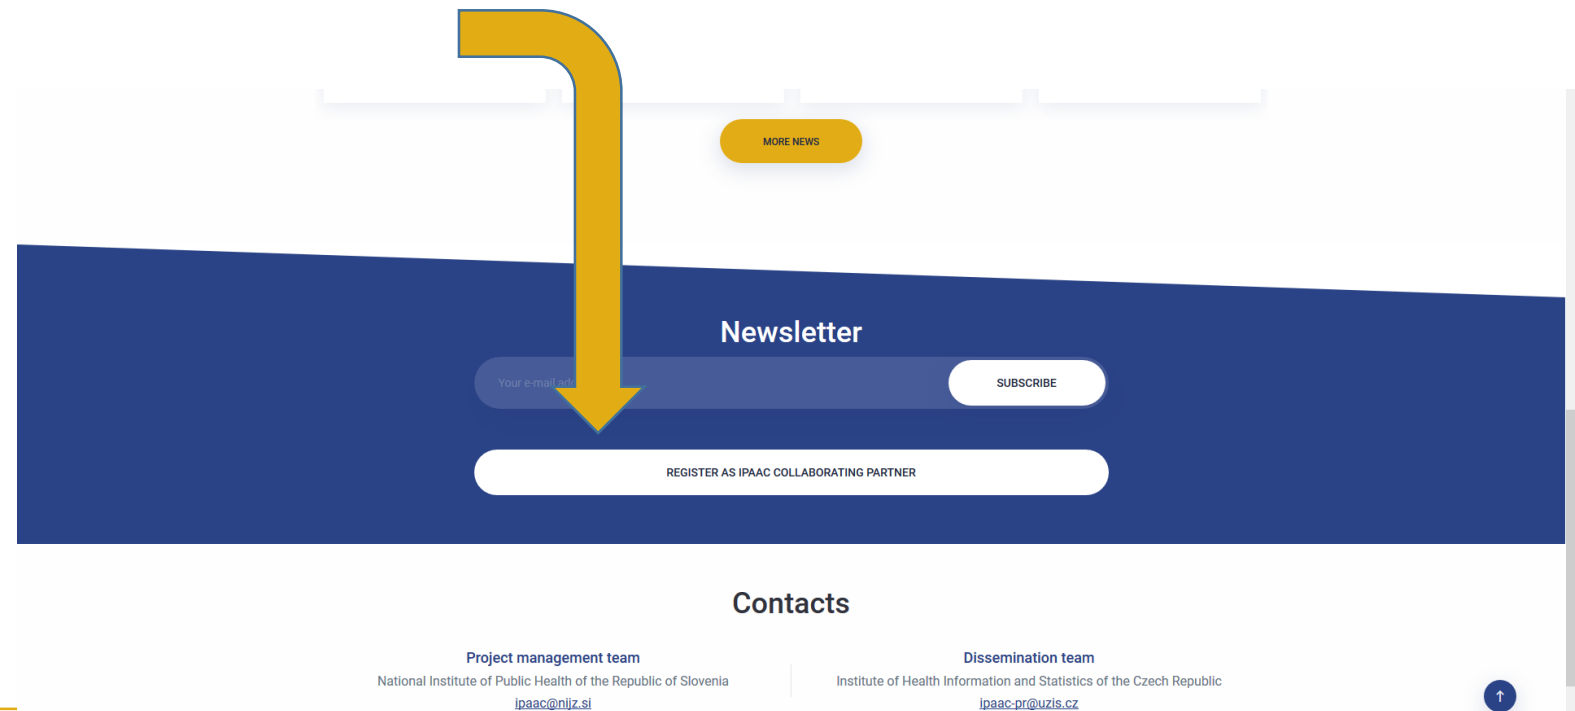 MORE NEWS
Newsletter
Your e-mail
SUBSCRIBE
REGISTER AS IPAAC COLLABORATING PARTNER
Contacts
Project management team
National Institute of Public Health of the Republic of Slovenia
ipaac@nijz.si
Dissemination team
Institute of Health Information and Statistics of the Czech Republic
ipaac-pr@uzis.cz